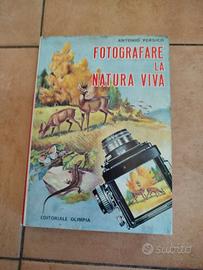 ANTONIO PERSICO
FOTOGRAFARE
LA
NATURA VIVA
EDITORIALE OLIMPIA
subito